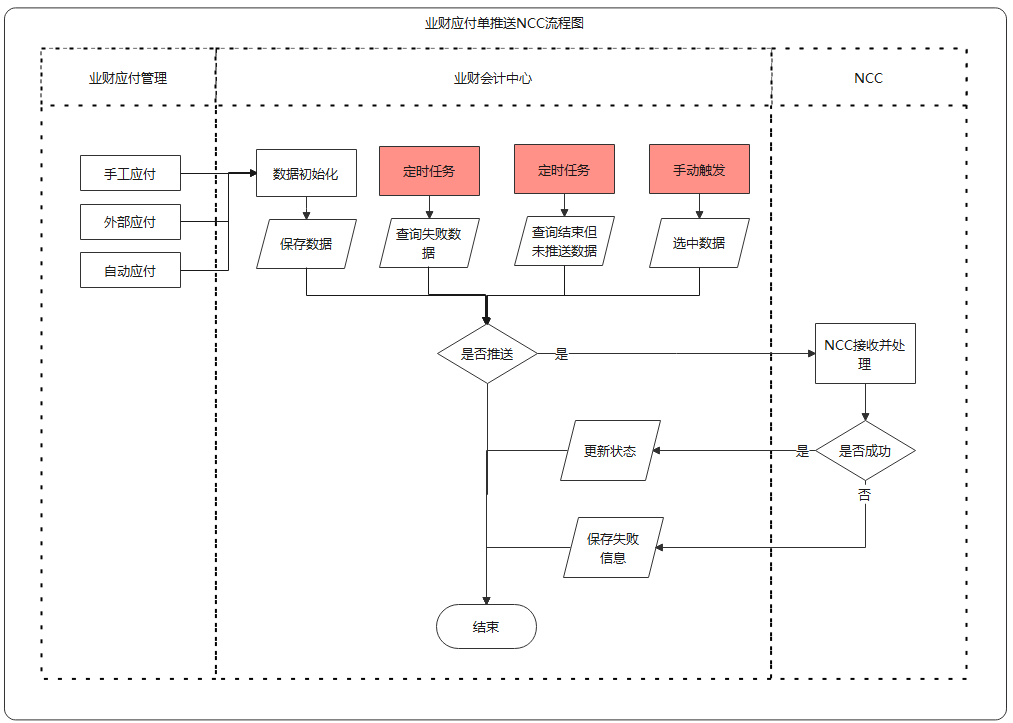 业财应付单推送NCC流程图
业财应付管理
业财会计中心
NCC
手工应付
外部应付
自动应付
数据初始化
定时任务
定时任务
手动触发
保存数据
查询失败数
据
查询结束但
未推送数据
选中数据
是否推送
是
NCC接收并处
理
更新状态
是
是否成功
否
保存失败
信息
结束